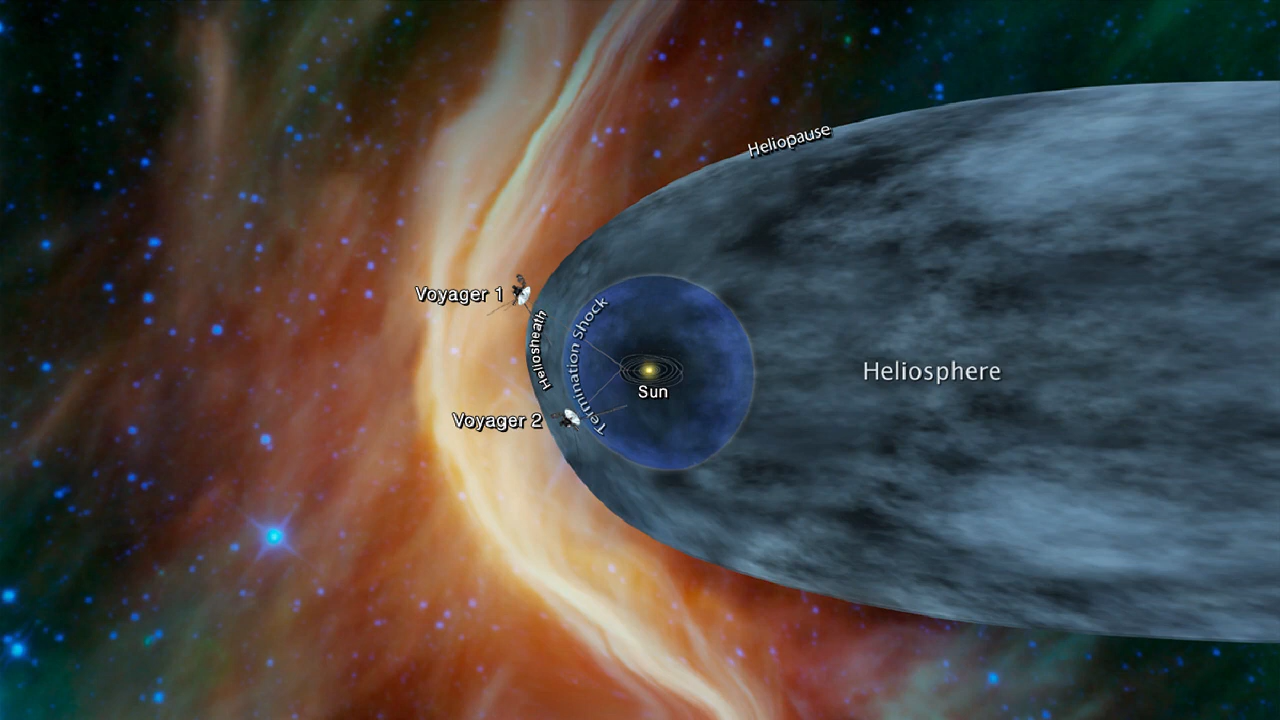 Heliopause
Voyager 1
Heliosheath
Termination Shock
Heliosphere
Sun
Voyager 2